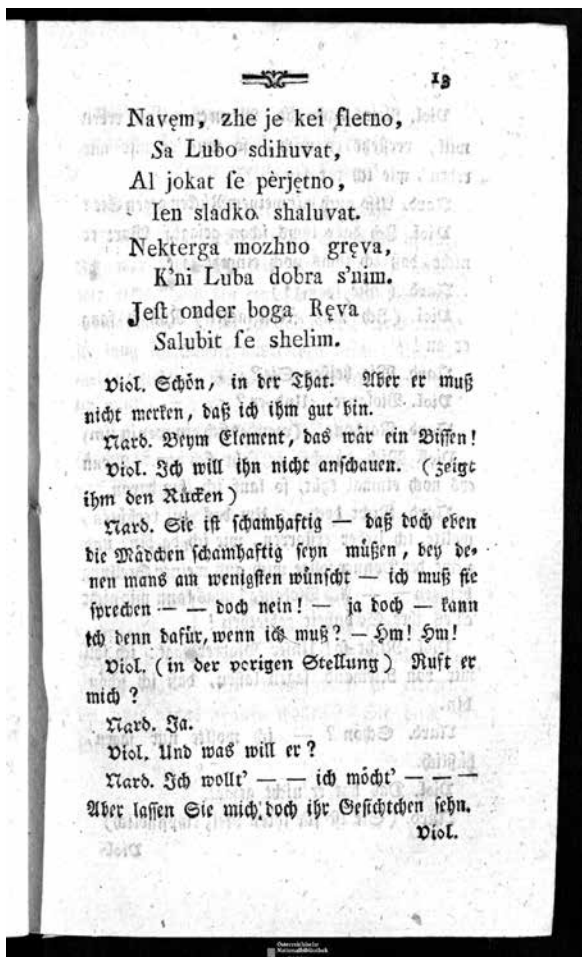 13
Navęm, zhe je kei ſletno,
Sa Lubo sdihuvat,
Al jokat ſe pèrjętno,
Ien sladko shaluvat.
Nekterga mozhno gręva,
K'ni Luba dobra s'nim.
Jeſt onder boga Ręva
Salubit ſe shelim.
Viol. Schön, in der That. Aber er muß
nicht merken, daß ich ihm gut bin.
Nard. Beym Element, das wär ein Biſſen!
Viol. Ich will ihn nicht anſchauen. (zeigt
ihm den Rücken)
Nard. Sie iſt ſchamhaftig — daß doch eben
die Mädchen ſchamhaftig ſeyn müßen, bey de-
nen mans am wenigſten wünſcht — ich muß ſie
ſprechen — — doch nein! — ja doch — kann
ich denn dafür, wenn ich muß? — Hm! Hm!
Viol. (in der vorigen Stellung) Ruft er
mich?
Nard. Ja.
Viol. Und was will er?
Nard. Ich wollt' — — ich möcht' — — —
Aber laſſen Sie mich doch ihr Geſichtchen ſehn.
Viol.
Österreichische
Nationalbibliothek